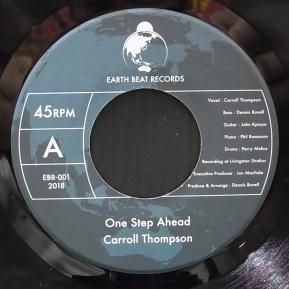 EARTH BEAT RECORDS
45RPM
A
EBR-001
2018
Vocal : Carroll Thompson
Bass : Dennis Bovell
Guitar : John Kpiaye
Piano : Phil Ramocon
Drums : Perry Melius
Recording at Livingston Studios
Executive Producer : Jun Machida
Produce & Arrange : Dennis Bovell
One Step Ahead
Carroll Thompson